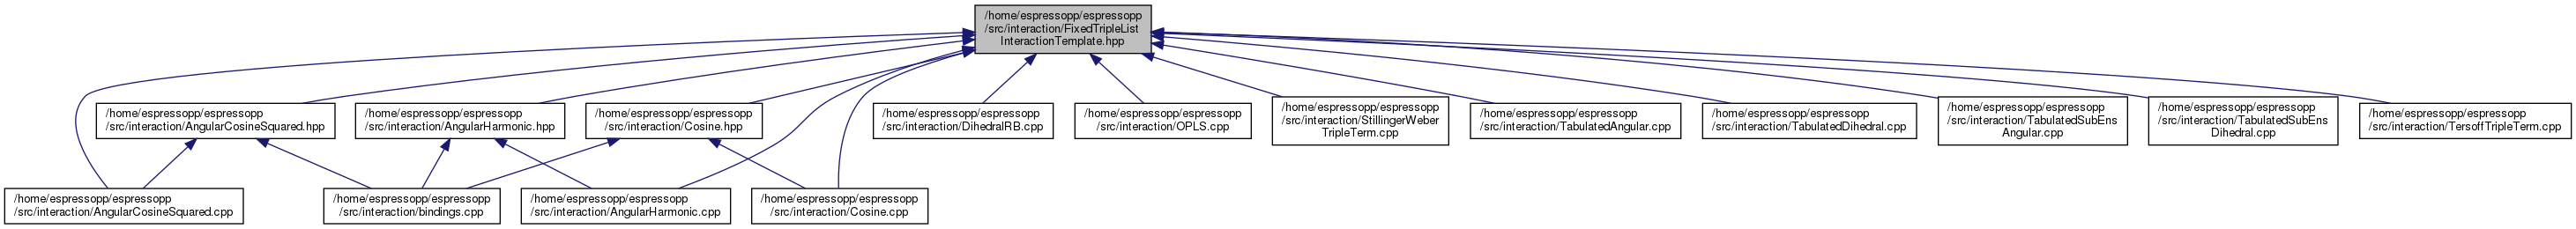 /home/espressopp/espressopp
/src/interaction/FixedTripleList
InteractionTemplate.hpp
/home/espressopp/espressopp
/src/interaction/AngularCosineSquared.hpp
/home/espressopp/espressopp
/src/interaction/AngularHarmonic.hpp
/home/espressopp/espressopp
/src/interaction/Cosine.hpp
/home/espressopp/espressopp
/src/interaction/DihedralRB.cpp
/home/espressopp/espressopp
/src/interaction/OPLS.cpp
/home/espressopp/espressopp
/src/interaction/StillingerWeber
TripleTerm.cpp
/home/espressopp/espressopp
/src/interaction/TabulatedAngular.cpp
/home/espressopp/espressopp
/src/interaction/TabulatedDihedral.cpp
/home/espressopp/espressopp
/src/interaction/TabulatedSubEns
Angular.cpp
/home/espressopp/espressopp
/src/interaction/TabulatedSubEns
Dihedral.cpp
/home/espressopp/espressopp
/src/interaction/TersoffTripleTerm.cpp
/home/espressopp/espressopp
/src/interaction/AngularCosineSquared.cpp
/home/espressopp/espressopp
/src/interaction/bindings.cpp
/home/espressopp/espressopp
/src/interaction/AngularHarmonic.cpp
/home/espressopp/espressopp
/src/interaction/Cosine.cpp